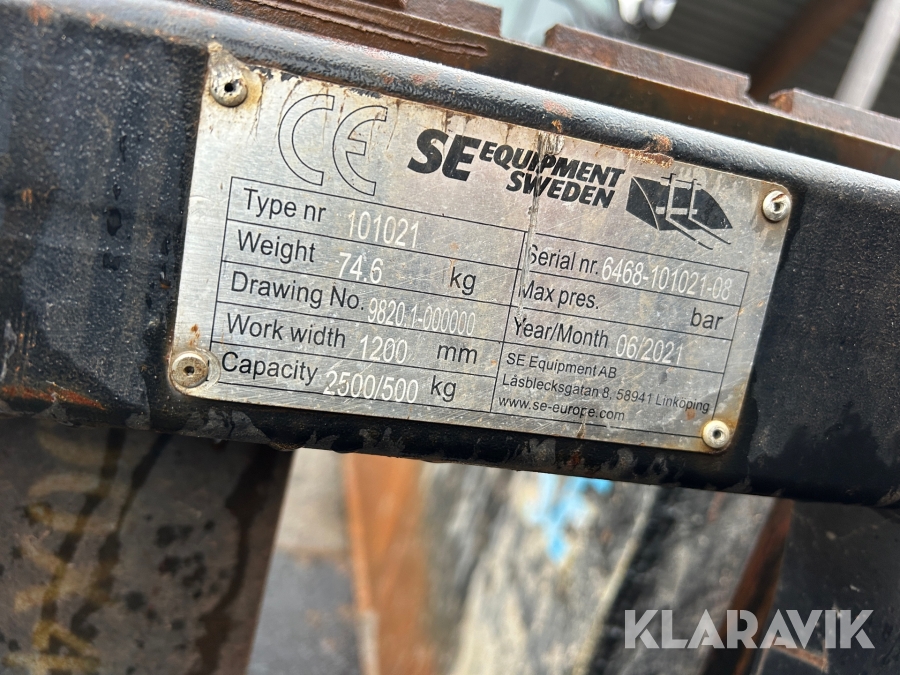 CE
SE EQUIPMENT
SWEDEN
Type nr 101021
Serial nr. 6468-101021-08
Weight 74.6 kg
Max pres. bar
Drawing No. 9820.1-000000
Year/Month 06/2021
Work width 1200 mm
SE Equipment AB
Låsblecksgatan 8, 58941 Linköping
www.se-europe.com
Capacity 2500/500 kg
KLARAVIK